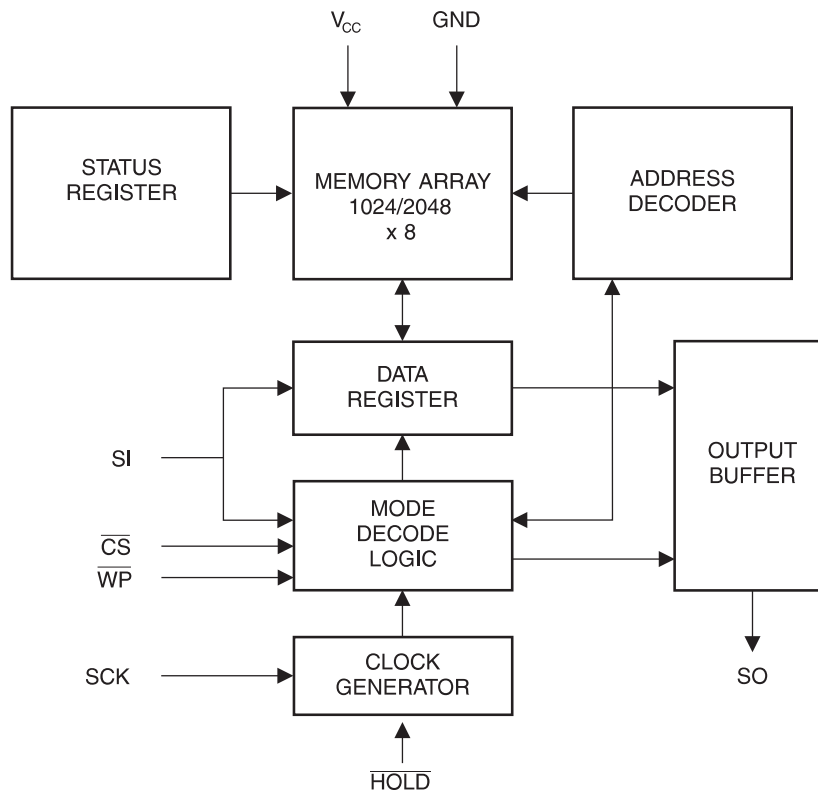 VCC
GND
STATUS
REGISTER
MEMORY ARRAY
1024/2048
x 8
ADDRESS
DECODER
DATA
REGISTER
OUTPUT
BUFFER
SI
MODE
DECODE
LOGIC
CS
WP
SCK
CLOCK
GENERATOR
SO
HOLD